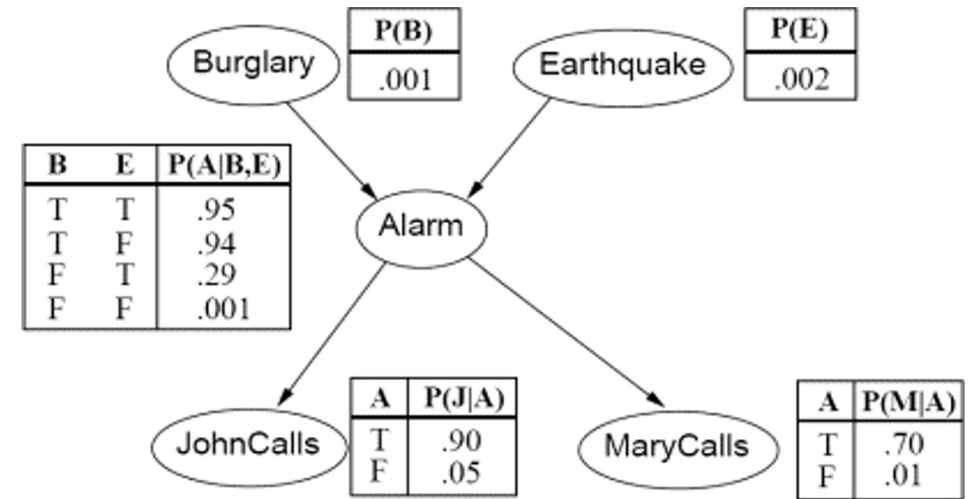 Burglary
P(B)
.001
Earthquake
P(E)
.002
B E P(A|B,E)
T T .95
T F .94
F T .29
F F .001
Alarm
JohnCalls
A P(J|A)
T .90
F .05
MaryCalls
A P(M|A)
T .70
F .01